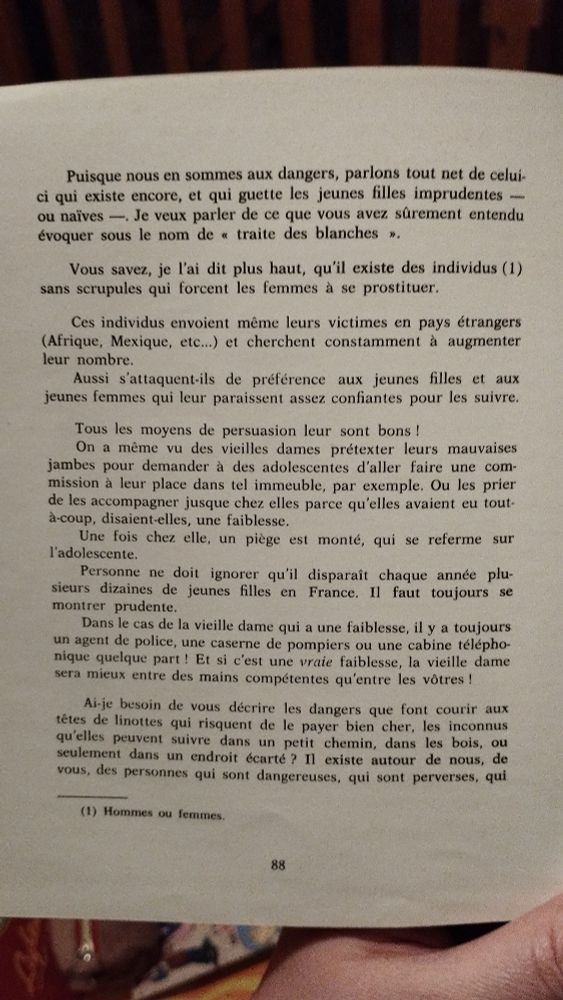 Puisque nous en sommes aux dangers, parlons tout net de celui-
ci qui existe encore, et qui guette les jeunes filles imprudentes —
ou naïves —. Je veux parler de ce que vous avez sûrement entendu
évoquer sous le nom de « traite des blanches ».
Vous savez, je l'ai dit plus haut, qu'il existe des individus (1)
sans scrupules qui forcent les femmes à se prostituer.
Ces individus envoient même leurs victimes en pays étrangers
(Afrique, Mexique, etc...) et cherchent constamment à augmenter
leur nombre.
Aussi s'attaquent-ils de préférence aux jeunes filles et aux
jeunes femmes qui leur paraissent assez confiantes pour les suivre.
Tous les moyens de persuasion leur sont bons !
On a même vu des vieilles dames prétexter leurs mauvaises
jambes pour demander à des adolescentes d'aller faire une com-
mission à leur place dans tel immeuble, par exemple. Ou les prier
de les accompagner jusque chez elles parce qu'elles avaient eu tout-
à-coup, disaient-elles, une faiblesse.
Une fois chez elle, un piège est monté, qui se referme sur
l'adolescente.
Personne ne doit ignorer qu'il disparaît chaque année plu-
sieurs dizaines de jeunes filles en France. Il faut toujours se
montrer prudente.
Dans le cas de la vieille dame qui a une faiblesse, il y a toujours
un agent de police, une caserne de pompiers ou une cabine télépho-
nique quelque part ! Et si c'est une vraie faiblesse, la vieille dame
sera mieux entre des mains compétentes qu'entre les vôtres !
Ai-je besoin de vous décrire les dangers que font courir aux
têtes de linottes qui risquent de le payer bien cher, les inconnus
qu'elles peuvent suivre dans un petit chemin, dans les bois, ou
seulement dans un endroit écarté ? Il existe autour de nous, de
vous, des personnes qui sont dangereuses, qui sont perverses, qui
(1) Hommes ou femmes.
88